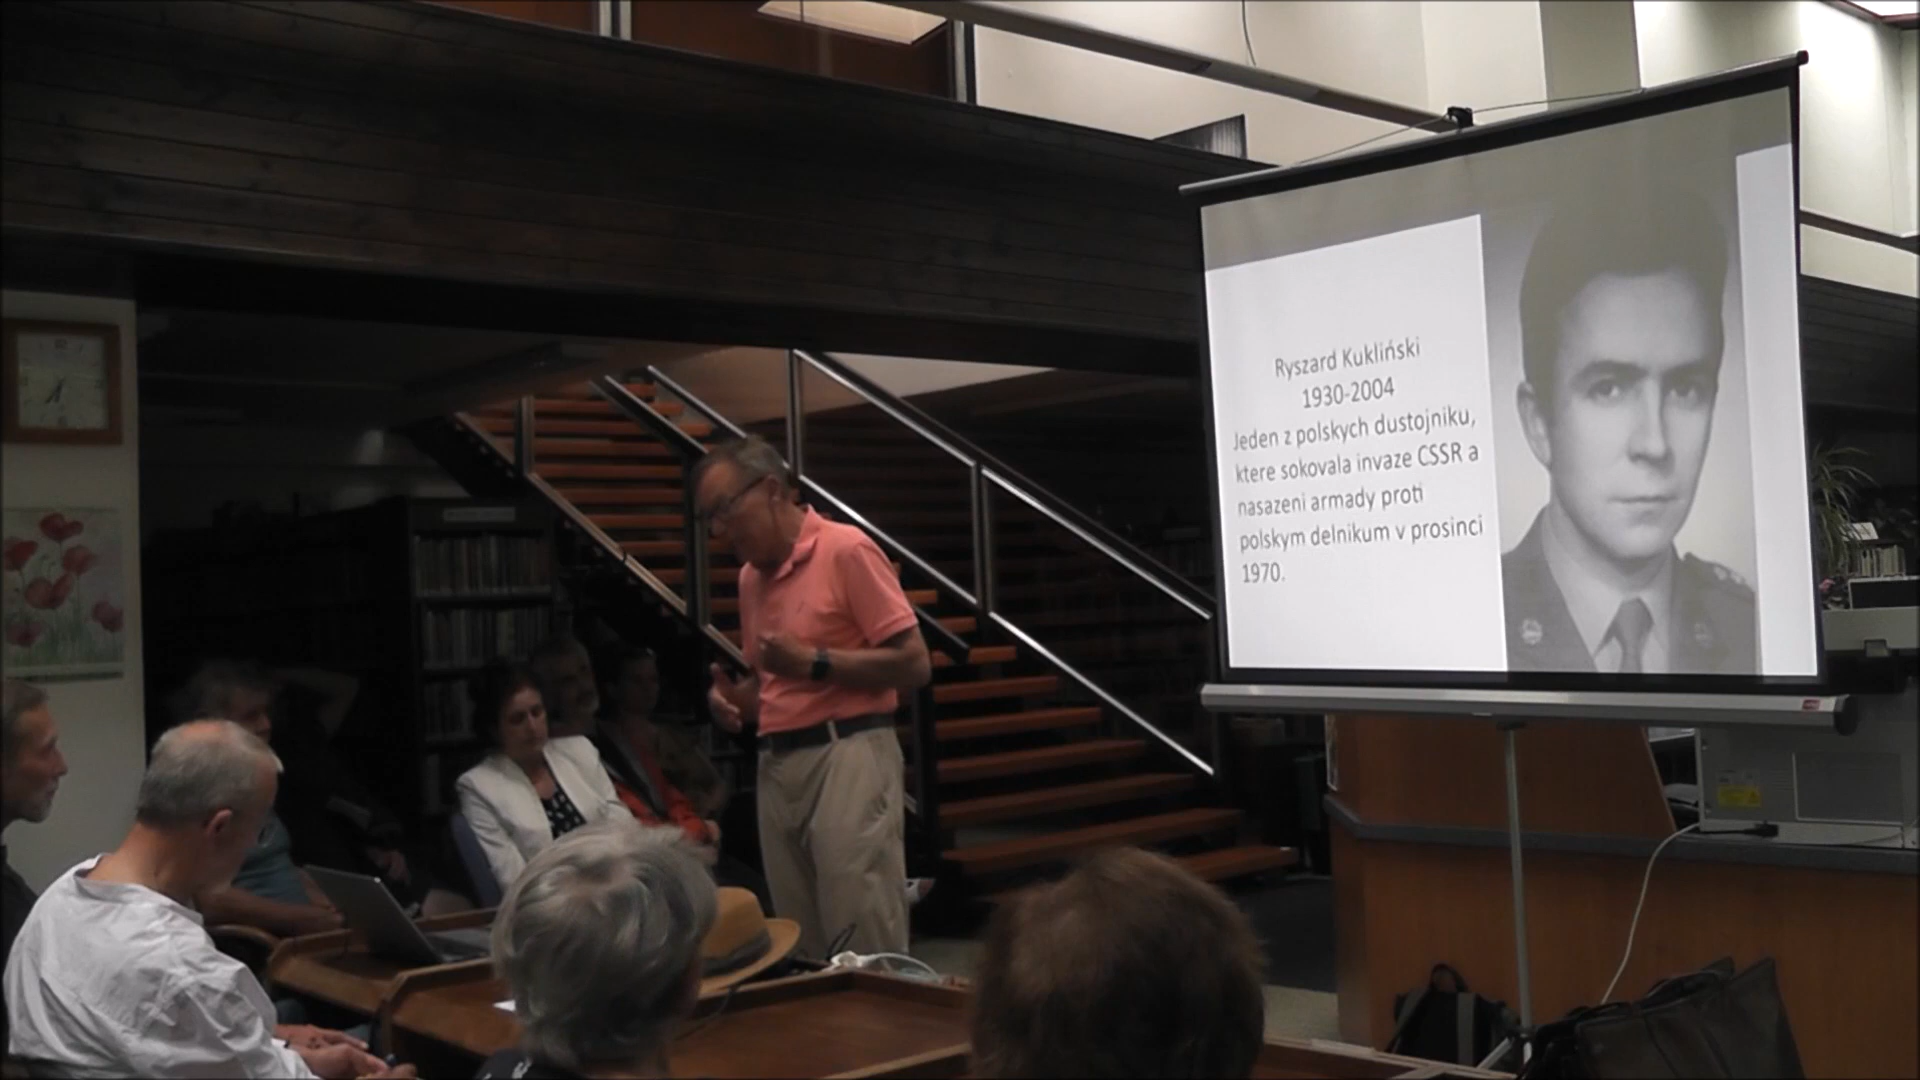 Ryszard Kukliński
1930-2004
Jeden z polskych dustojniku,
ktere sokovala invaze CSSR a
nasazeni armady proti
polskym delnikum v prosinci
1970.